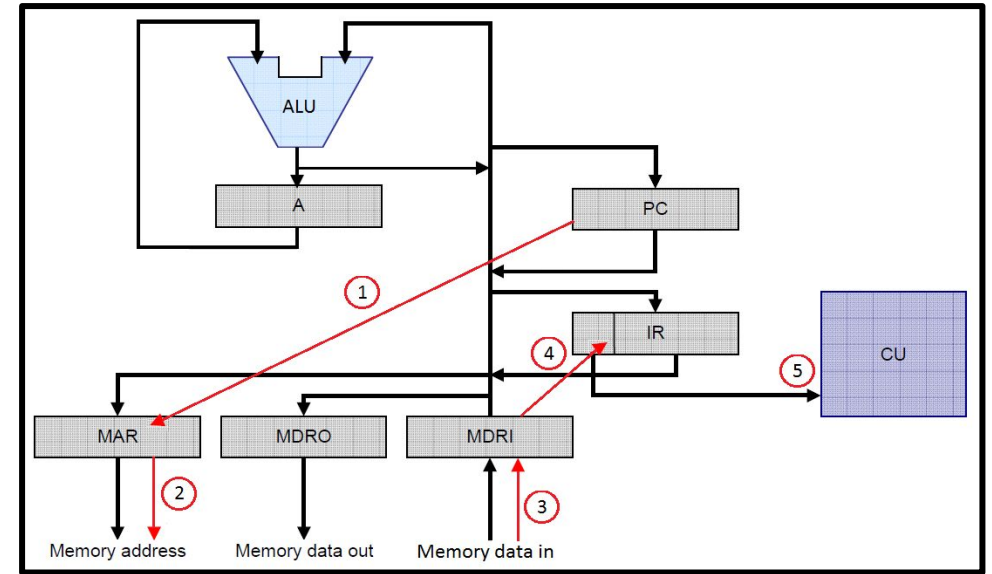 ALU
A
PC
1
IR
4
5
CU
MAR
MDRO
MDRI
2
3
Memory address
Memory data out
Memory data in